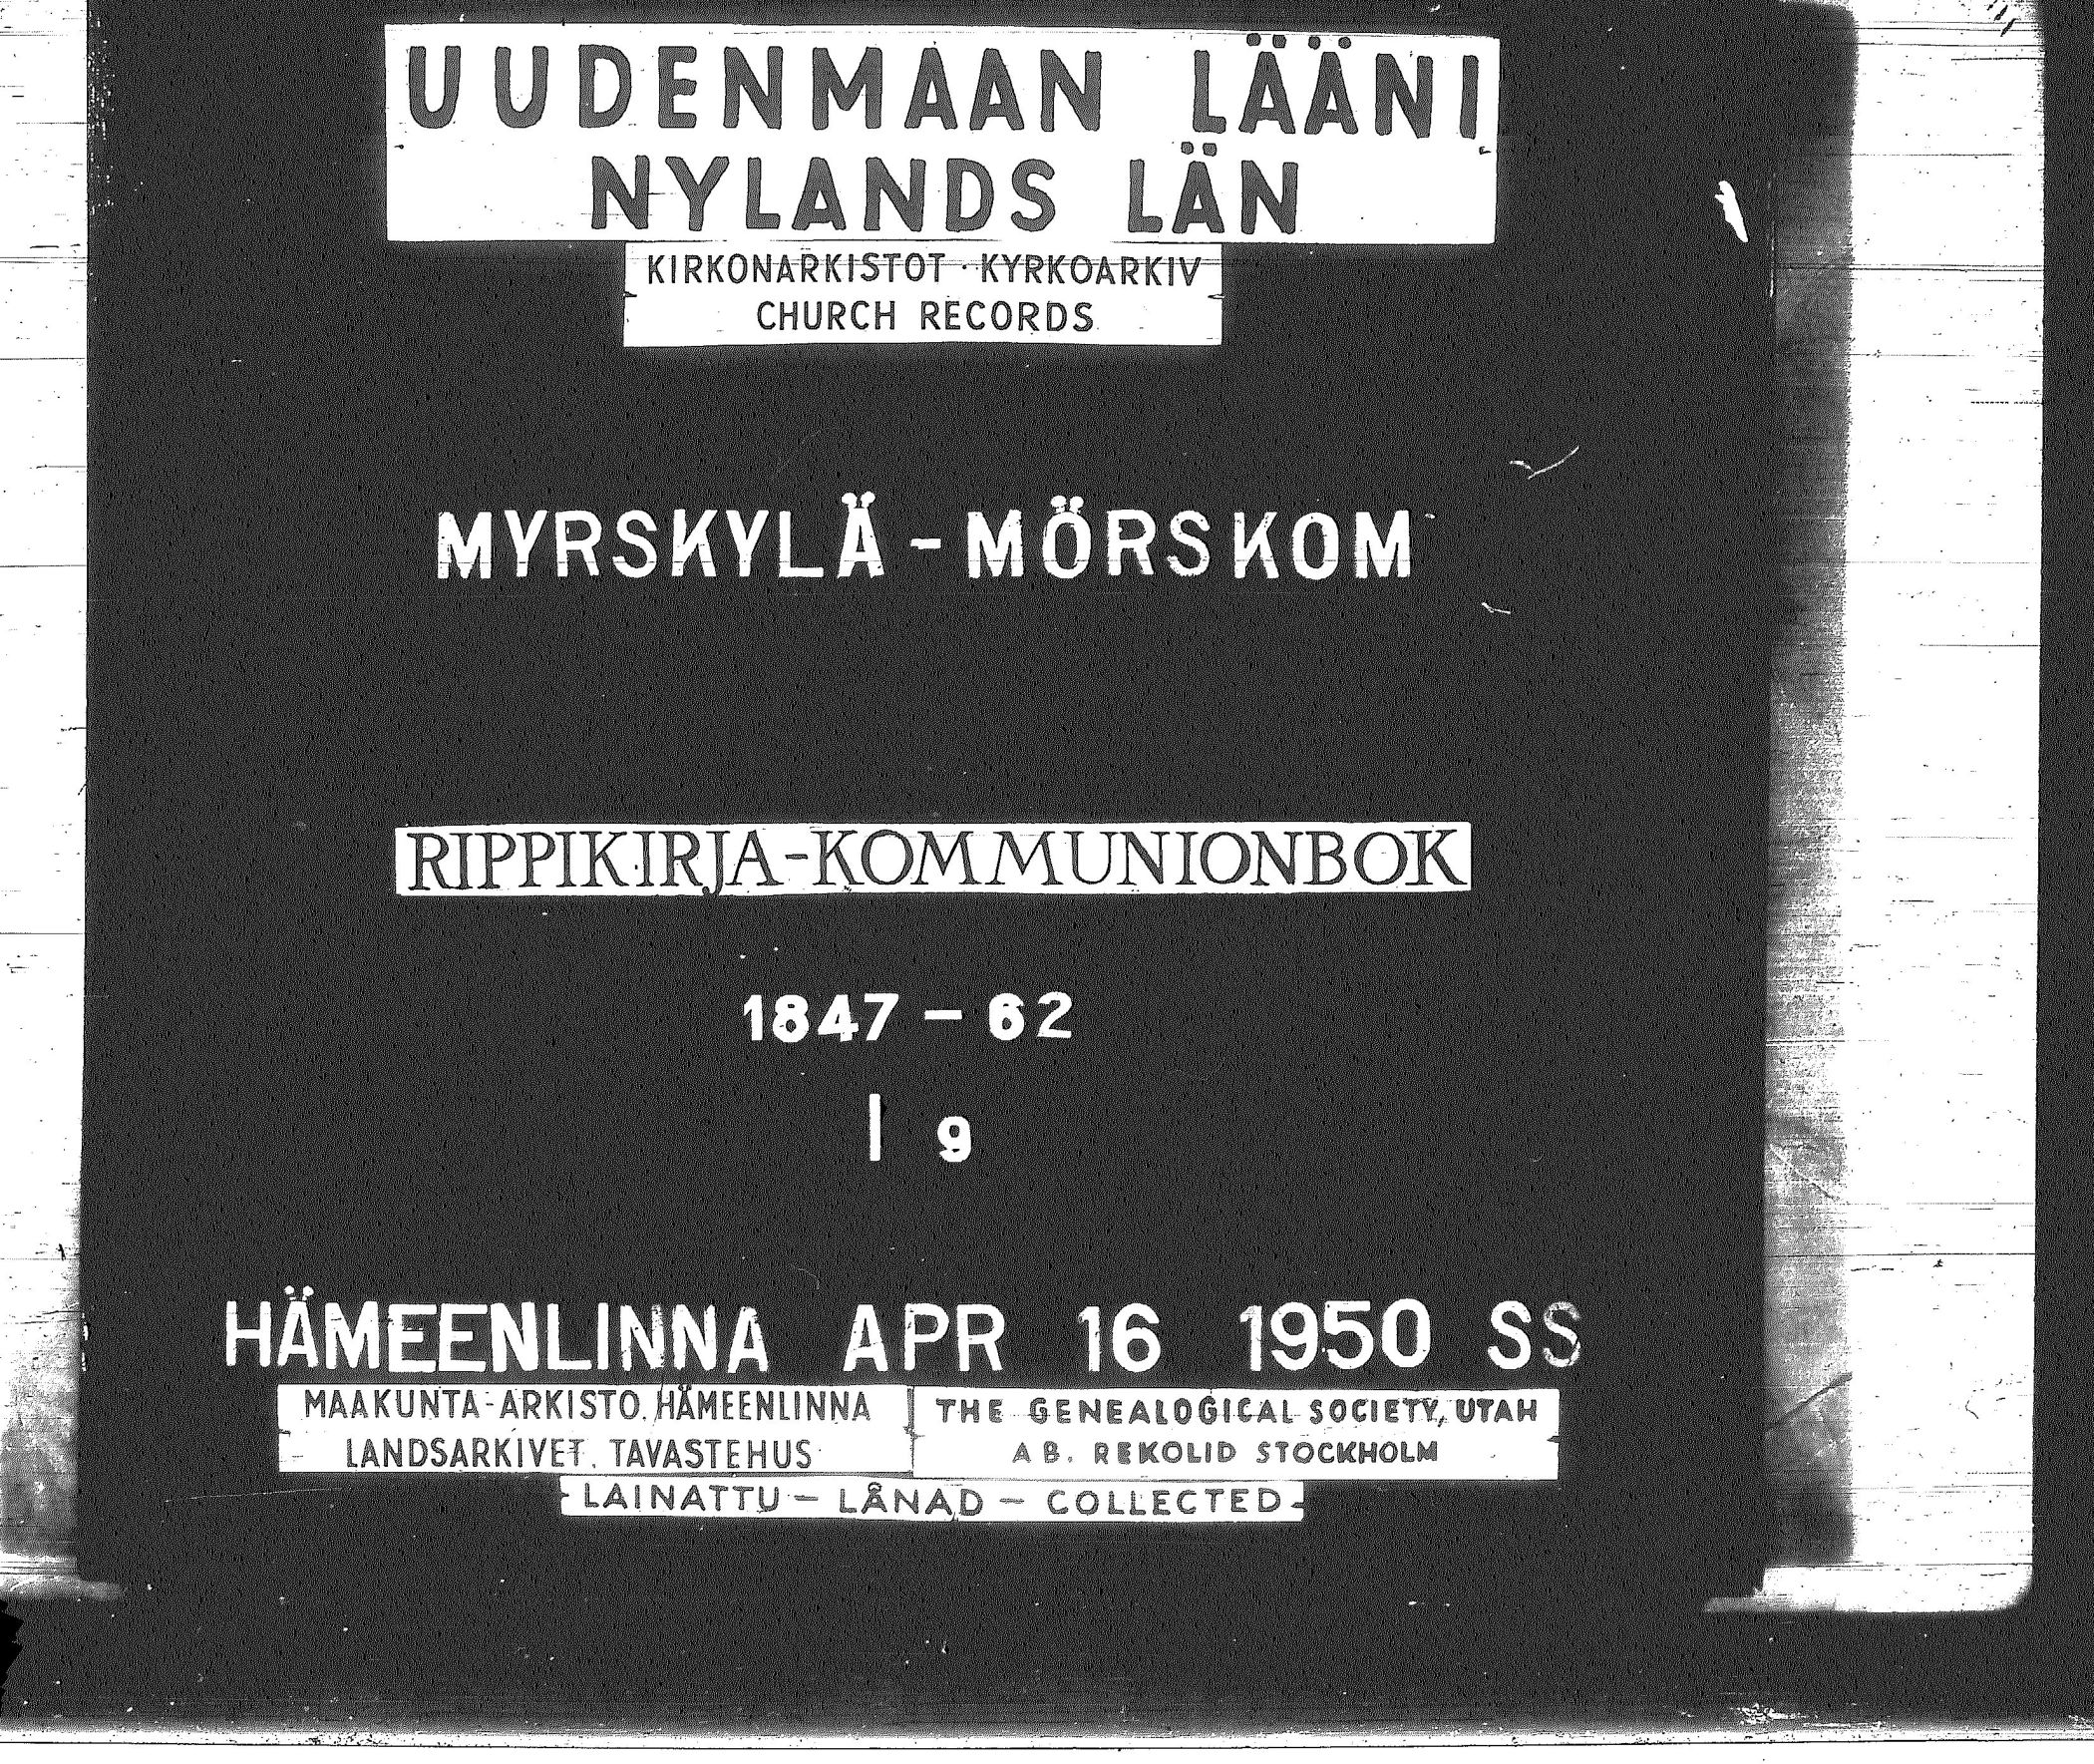 UUDENMAAN LÄÄNI
NYLANDS LÄN
KIRKONARKISTOT · KYRKOARKIV
CHURCH RECORDS
MYRSKYLÄ - MÖRSKOM
RIPPIKIRJA-KOMMUNIONBOK
1847 - 62
I 9
HÄMEENLINNA APR 16 1950 SS
MAAKUNTA-ARKISTO. HÄMEENLINNA
LANDSARKIVET. TAVASTEHUS
THE GENEALOGICAL SOCIETY, UTAH
AB. REKOLID STOCKHOLM
LAINATTU - LÅNAD - COLLECTED